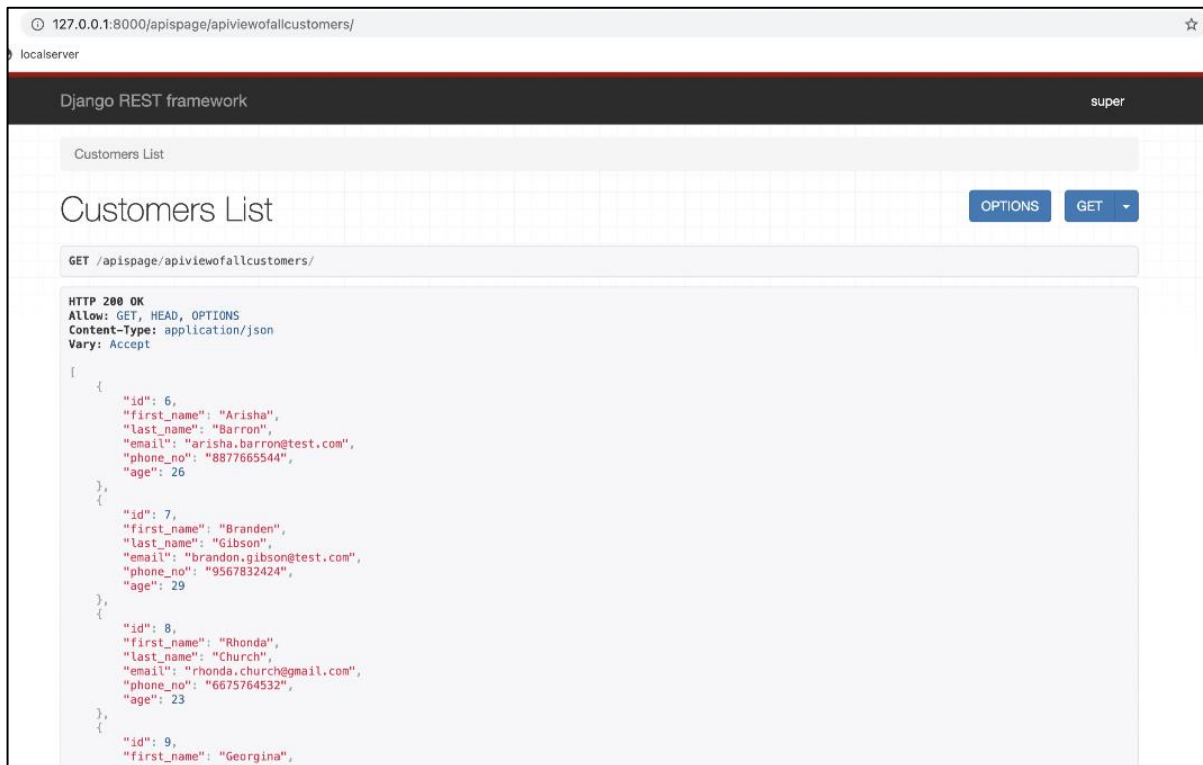 127.0.0.1:8000/apispage/apiviewofallcustomers/
localserver
Django REST framework super
Customers List
Customers List OPTIONS GET
GET /apispage/apiviewofallcustomers/
HTTP 200 OK
Allow: GET, HEAD, OPTIONS
Content-Type: application/json
Vary: Accept
[
{
"id": 6,
"first_name": "Arisha",
"last_name": "Barron",
"email": "arisha.barron@test.com",
"phone_no": "8877665544",
"age": 26
},
{
"id": 7,
"first_name": "Branden",
"last_name": "Gibson",
"email": "brandon.gibson@test.com",
"phone_no": "9567832424",
"age": 29
},
{
"id": 8,
"first_name": "Rhonda",
"last_name": "Church",
"email": "rhonda.church@gmail.com",
"phone_no": "6675764532",
"age": 23
},
{
"id": 9,
"first_name": "Georgina",